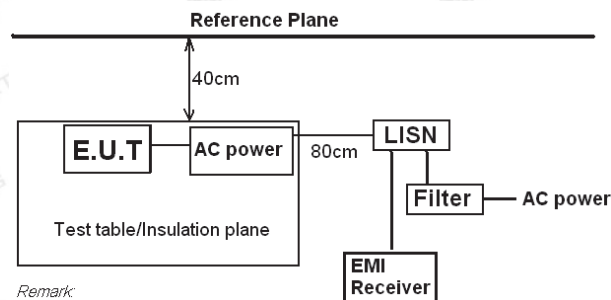 Reference Plane
40cm
E.U.T
AC power
80cm
LISN
Filter
AC power
Test table/Insulation plane
EMI
Receiver
Remark: